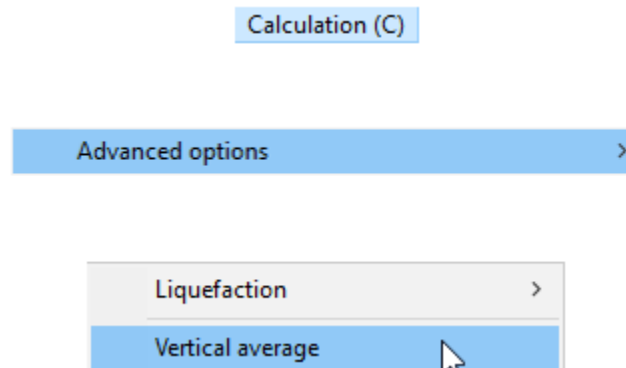 Calculation (C)
Advanced options
Liquefaction
Vertical average